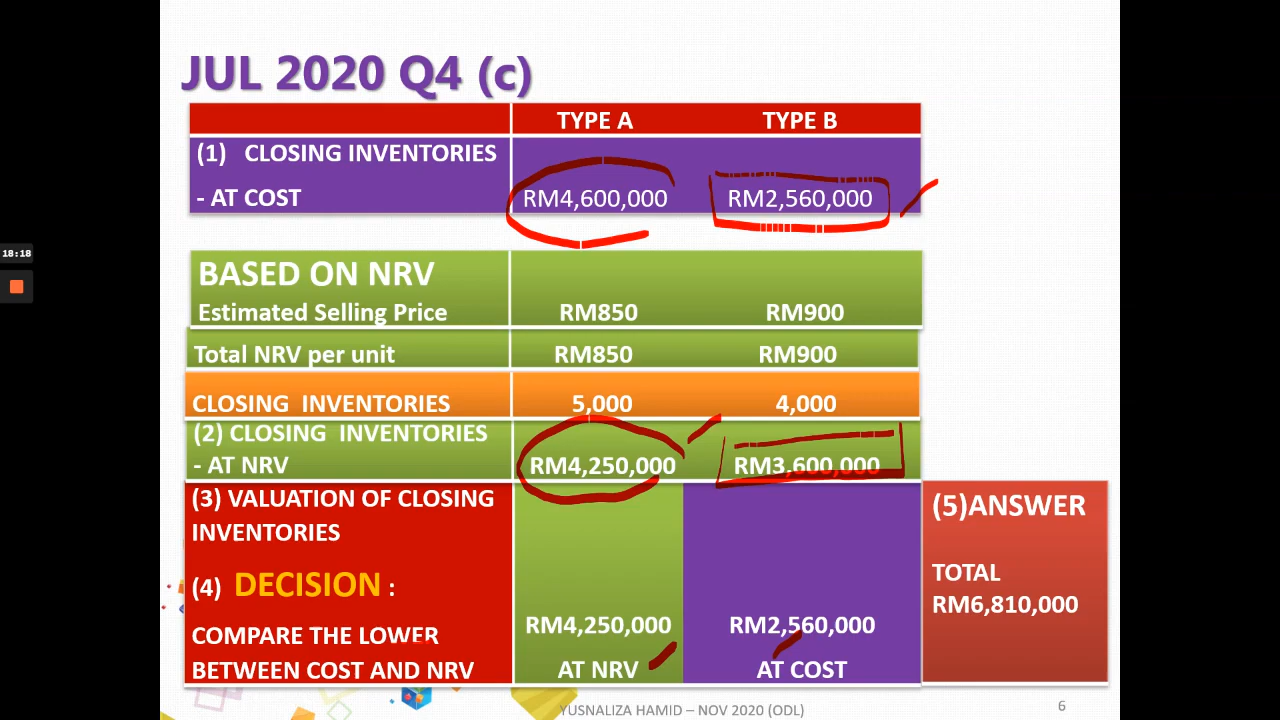 JUL 2020 Q4 (c)
TYPE A TYPE B
(1) CLOSING INVENTORIES
- AT COST RM4,600,000 RM2,560,000
18:18
BASED ON NRV
Estimated Selling Price RM850 RM900
Total NRV per unit RM850 RM900
CLOSING INVENTORIES 5,000 4,000
(2) CLOSING INVENTORIES
- AT NRV RM4,250,000 RM3,600,000
(3) VALUATION OF CLOSING
INVENTORIES
(4) DECISION :
COMPARE THE LOWER
BETWEEN COST AND NRV
RM4,250,000
AT NRV
RM2,560,000
AT COST
(5)ANSWER
TOTAL
RM6,810,000
YUSNALIZA HAMID – NOV 2020 (ODL)
6